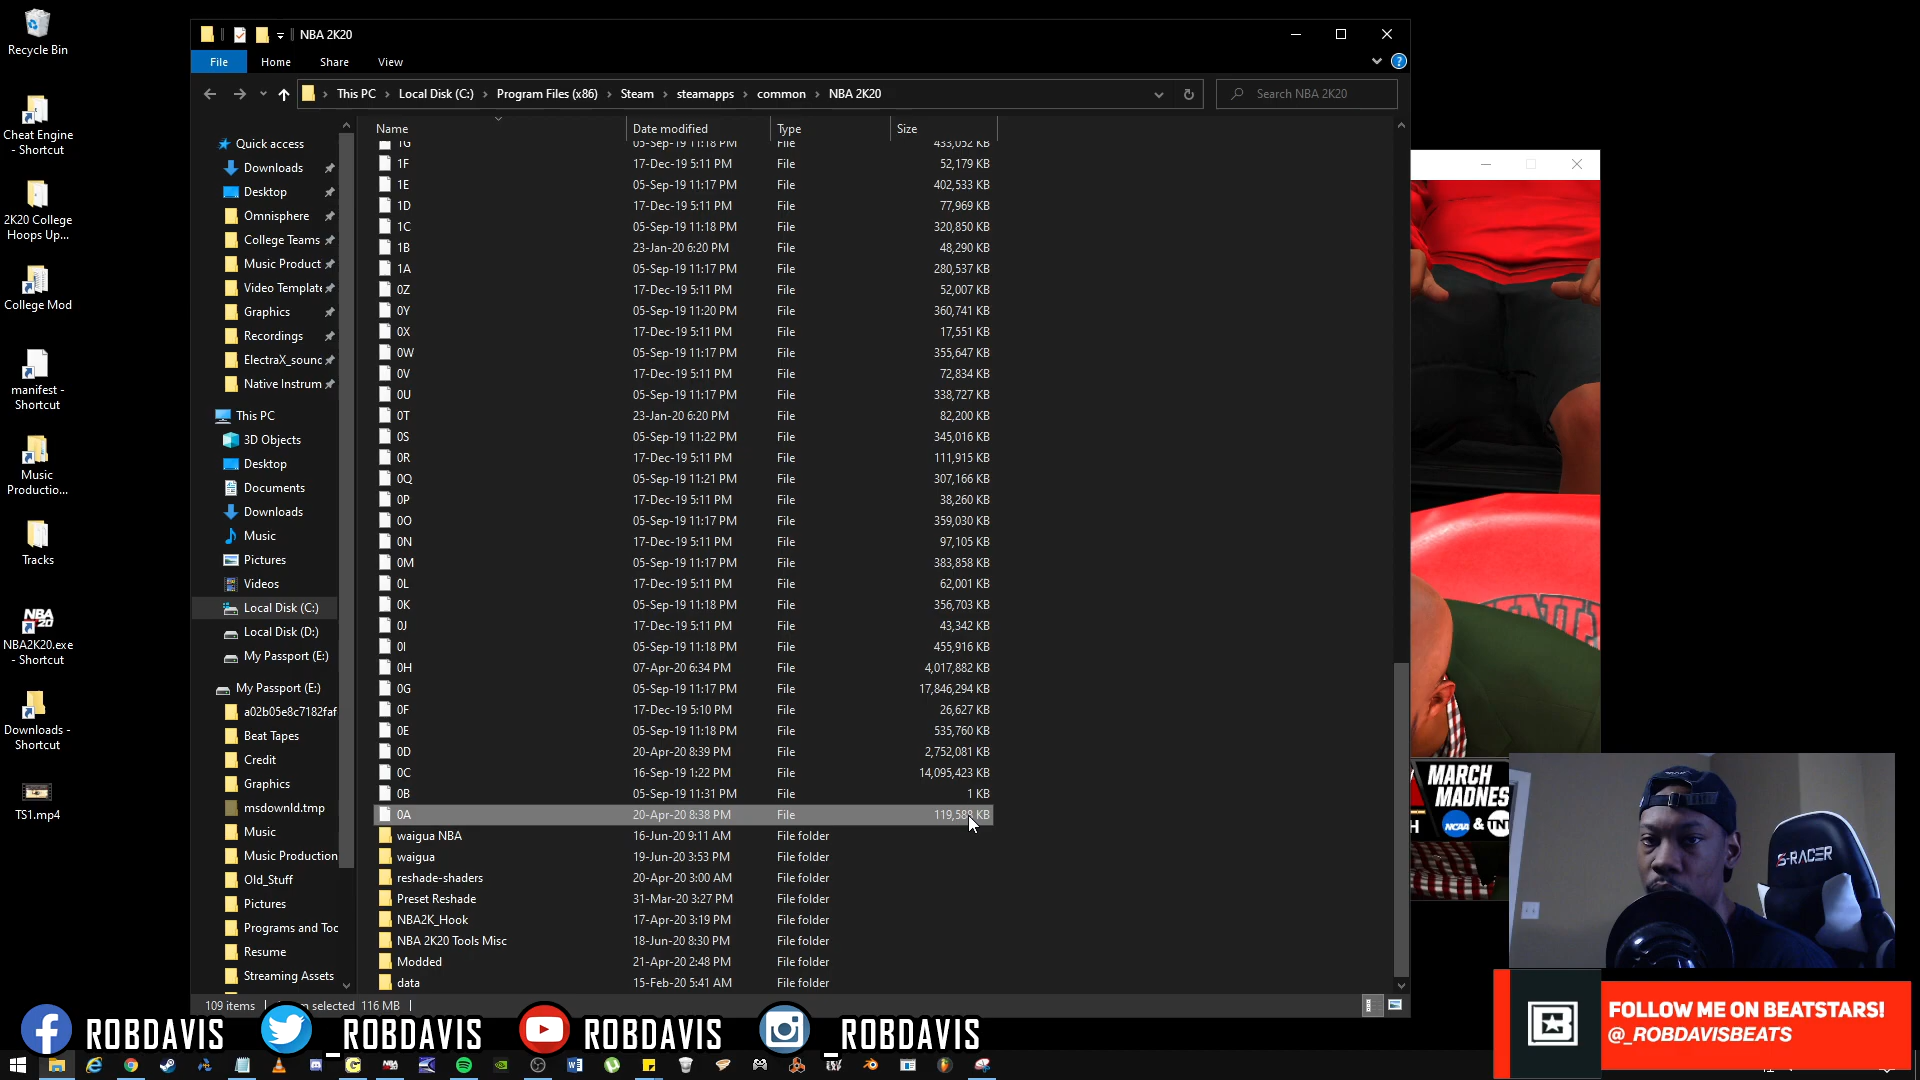 NBA 2K20
File Home Share View
This PC Local Disk (C:) Program Files (x86) Steam steamapps common NBA 2K20
Search NBA 2K20
Name Date modified Type Size
1G 05-Sep-19 11:18 PM File 433,052 KB
1F 17-Dec-19 5:11 PM File 52,179 KB
1E 05-Sep-19 11:17 PM File 402,533 KB
1D 17-Dec-19 5:11 PM File 77,969 KB
1C 05-Sep-19 11:18 PM File 320,850 KB
1B 23-Jan-20 6:20 PM File 48,290 KB
1A 05-Sep-19 11:17 PM File 280,537 KB
0Z 17-Dec-19 5:11 PM File 52,007 KB
0Y 05-Sep-19 11:20 PM File 360,741 KB
0X 17-Dec-19 5:11 PM File 17,551 KB
0W 05-Sep-19 11:17 PM File 355,647 KB
0V 17-Dec-19 5:11 PM File 72,834 KB
0U 05-Sep-19 11:17 PM File 338,727 KB
0T 23-Jan-20 6:20 PM File 82,200 KB
0S 05-Sep-19 11:22 PM File 345,016 KB
0R 17-Dec-19 5:11 PM File 111,915 KB
0Q 05-Sep-19 11:21 PM File 307,166 KB
0P 17-Dec-19 5:11 PM File 38,260 KB
0O 05-Sep-19 11:17 PM File 359,030 KB
0N 17-Dec-19 5:11 PM File 97,105 KB
0M 05-Sep-19 11:17 PM File 383,858 KB
0L 17-Dec-19 5:11 PM File 62,001 KB
0K 05-Sep-19 11:18 PM File 356,703 KB
0J 17-Dec-19 5:11 PM File 43,342 KB
0I 05-Sep-19 11:18 PM File 455,916 KB
0H 07-Apr-20 6:34 PM File 4,017,882 KB
0G 05-Sep-19 11:17 PM File 17,846,294 KB
0F 17-Dec-19 5:10 PM File 26,627 KB
0E 05-Sep-19 11:18 PM File 535,760 KB
0D 20-Apr-20 8:39 PM File 2,752,081 KB
0C 16-Sep-19 1:22 PM File 14,095,423 KB
0B 05-Sep-19 11:31 PM File 1 KB
0A 20-Apr-20 8:38 PM File KB
waigua NBA 16-Jun-20 9:11 AM File folder
waigua 19-Jun-20 3:53 PM File folder
reshade-shaders 20-Apr-20 3:00 AM File folder
Preset Reshade 31-Mar-20 3:27 PM File folder
NBA2K_Hook 17-Apr-20 3:19 PM File folder
NBA 2K20 Tools Misc 18-Jun-20 8:30 PM File folder
Modded 21-Apr-20 2:48 PM File folder
data 15-Feb-20 5:41 AM File folder
109 items selected 116 MB
Quick access
Downloads
Desktop
Omnisphere
College Teams
Music Product
Video Template
Graphics
Recordings
ElectraX_sounc
Native Instrum
This PC
3D Objects
Desktop
Documents
Downloads
Music
Pictures
Videos
Local Disk (C:)
Local Disk (D:)
My Passport (E:)
My Passport (E:)
a02b05e8c7182faf
Beat Tapes
Credit
Graphics
msdownld.tmp
Music
Music Production
Old_Stuff
Pictures
Programs and Toc
Resume
Streaming Assets
Recycle Bin
Cheat Engine
- Shortcut
2K20 College
Hoops Up...
College Mod
manifest -
Shortcut
Music
Productio...
Tracks
NBA
NBA2K20.exe
- Shortcut
Downloads -
Shortcut
TS1.mp4
MARCH
MADNESS
H NCAA TNT
S-RACER
ROBDAVIS _ROBDAVIS ROBDAVIS _ROBDAVIS
FOLLOW ME ON BEATSTARS!
@_ROBDAVISBEATS